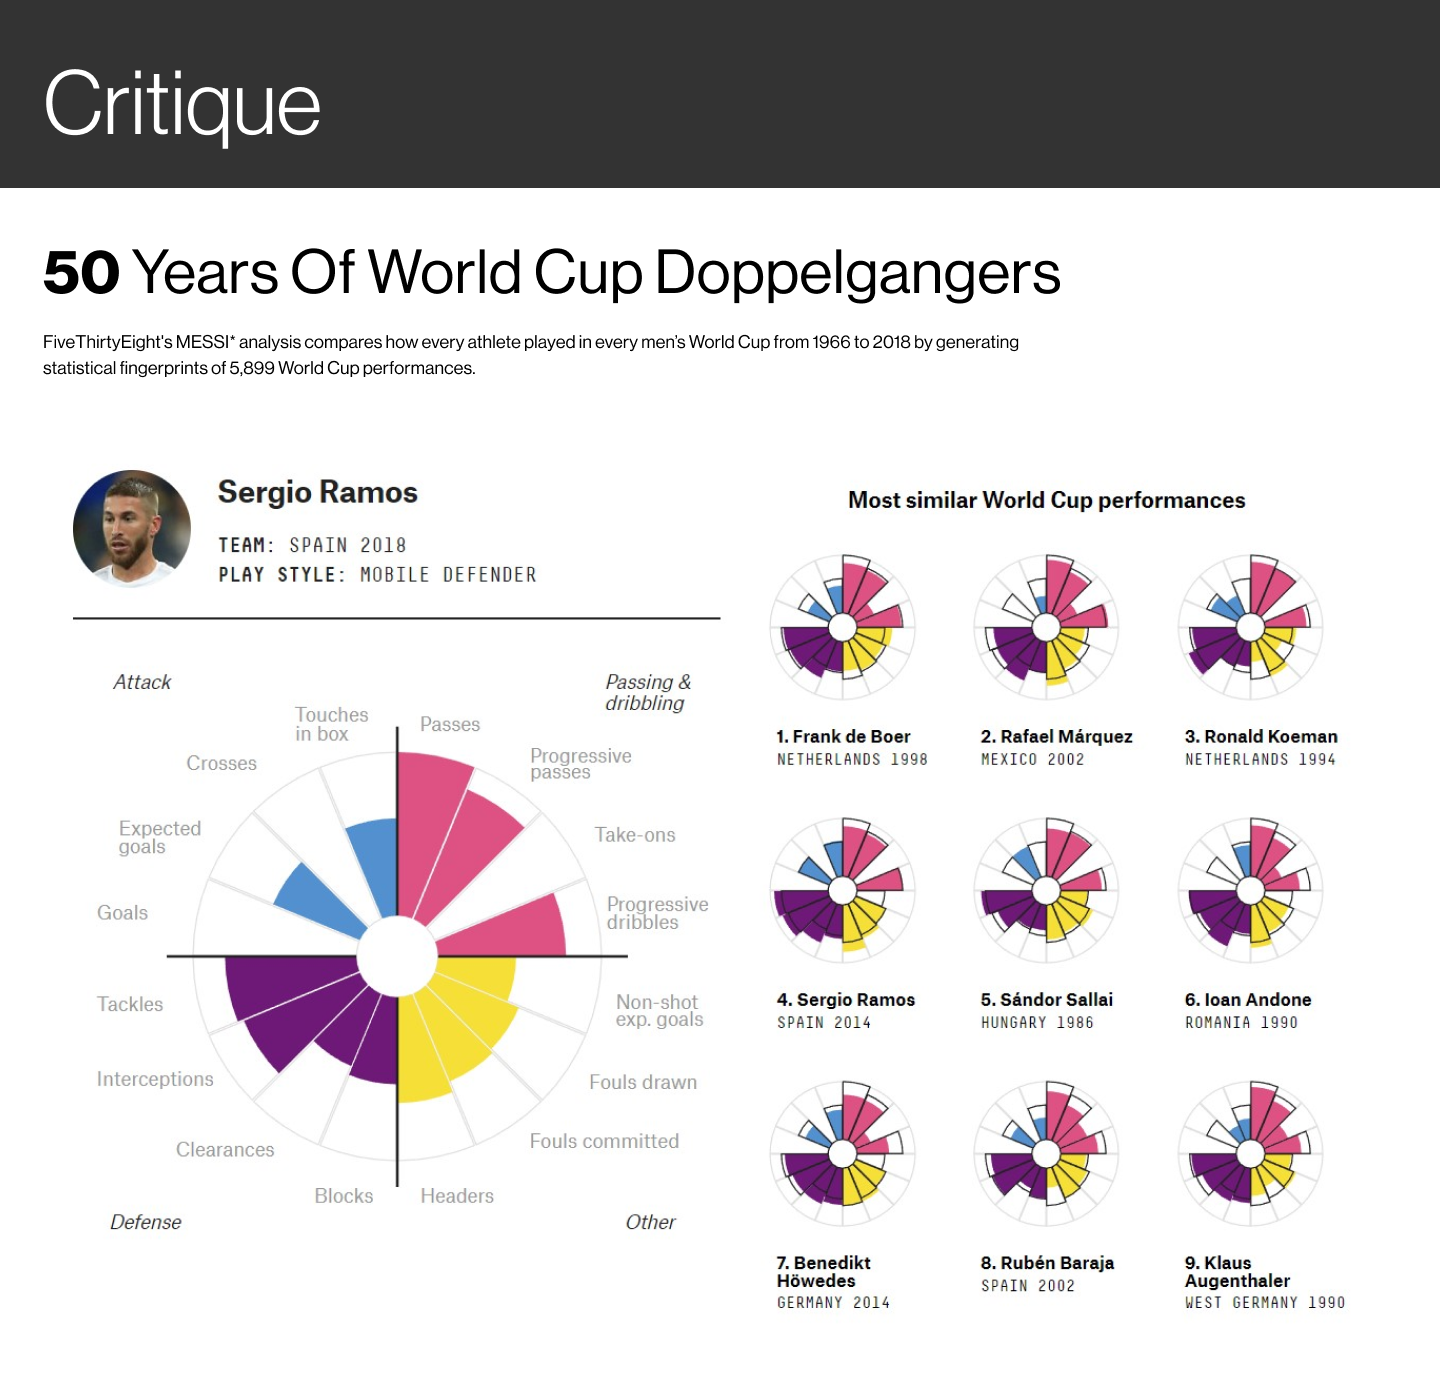 Critique
50 Years Of World Cup Doppelgangers
FiveThirtyEight's MESSI* analysis compares how every athlete played in every men's World Cup from 1966 to 2018 by generating
statistical fingerprints of 5,899 World Cup performances.
Sergio Ramos
TEAM: SPAIN 2018
PLAY STYLE: MOBILE DEFENDER
Attack
Passing &
dribbling
Touches
in box
Passes
Crosses
Progressive
passes
Expected
goals
Take-ons
Goals
Progressive
dribbles
Tackles
Non-shot
exp. goals
Interceptions
Fouls drawn
Clearances
Fouls committed
Blocks
Headers
Defense
Other
Most similar World Cup performances
1. Frank de Boer
NETHERLANDS 1998
2. Rafael Márquez
MEXICO 2002
3. Ronald Koeman
NETHERLANDS 1994
4. Sergio Ramos
SPAIN 2014
5. Sándor Sallai
HUNGARY 1986
6. Ioan Andone
ROMANIA 1990
7. Benedikt
Höwedes
GERMANY 2014
8. Rubén Baraja
SPAIN 2002
9. Klaus
Augenthaler
WEST GERMANY 1990